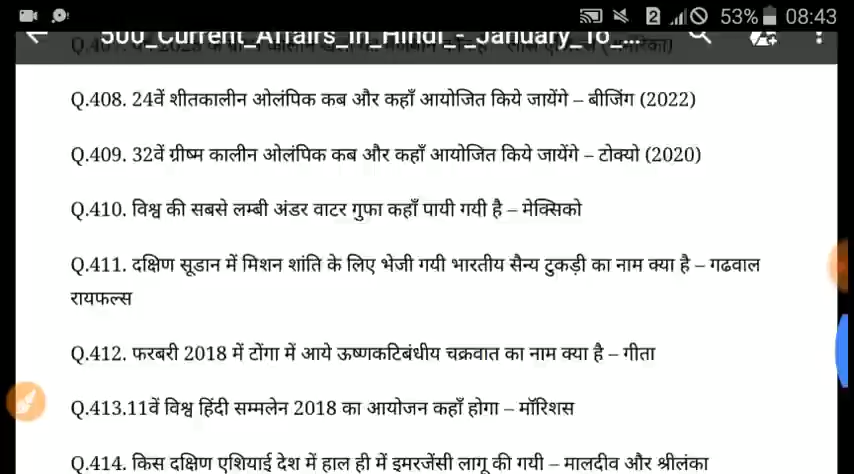 2 53% 08:43
500_Current_Affairs_In_Hindi_-_January_To_...
Q.408. 24वें शीतकालीन ओलंपिक कब और कहाँ आयोजित किये जायेंगे – बीजिंग (2022)
Q.409. 32वें ग्रीष्म कालीन ओलंपिक कब और कहाँ आयोजित किये जायेंगे – टोक्यो (2020)
Q.410. विश्व की सबसे लम्बी अंडर वाटर गुफा कहाँ पायी गयी है – मेक्सिको
Q.411. दक्षिण सूडान में मिशन शांति के लिए भेजी गयी भारतीय सैन्य टुकड़ी का नाम क्या है – गढवाल
रायफल्स
Q.412. फरबरी 2018 में टोंगा में आये ऊष्णकटिबंधीय चक्रवात का नाम क्या है – गीता
Q.413.11वें विश्व हिंदी सम्मलेन 2018 का आयोजन कहाँ होगा – मॉरिशस
Q.414. किस दक्षिण एशियाई देश में हाल ही में इमरजेंसी लागू की गयी – मालदीव और श्रीलंका